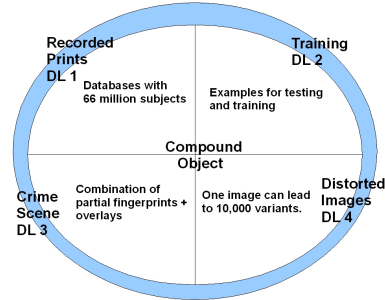 Recorded
Prints
DL 1
Databases with
66 million subjects
Training
DL 2
Examples for testing
and training
Compound
Object
Crime
Scene
DL 3
Combination of
partial fingerprints +
overlays
One image can lead
to 10,000 variants.
Distorted
Images
DL 4